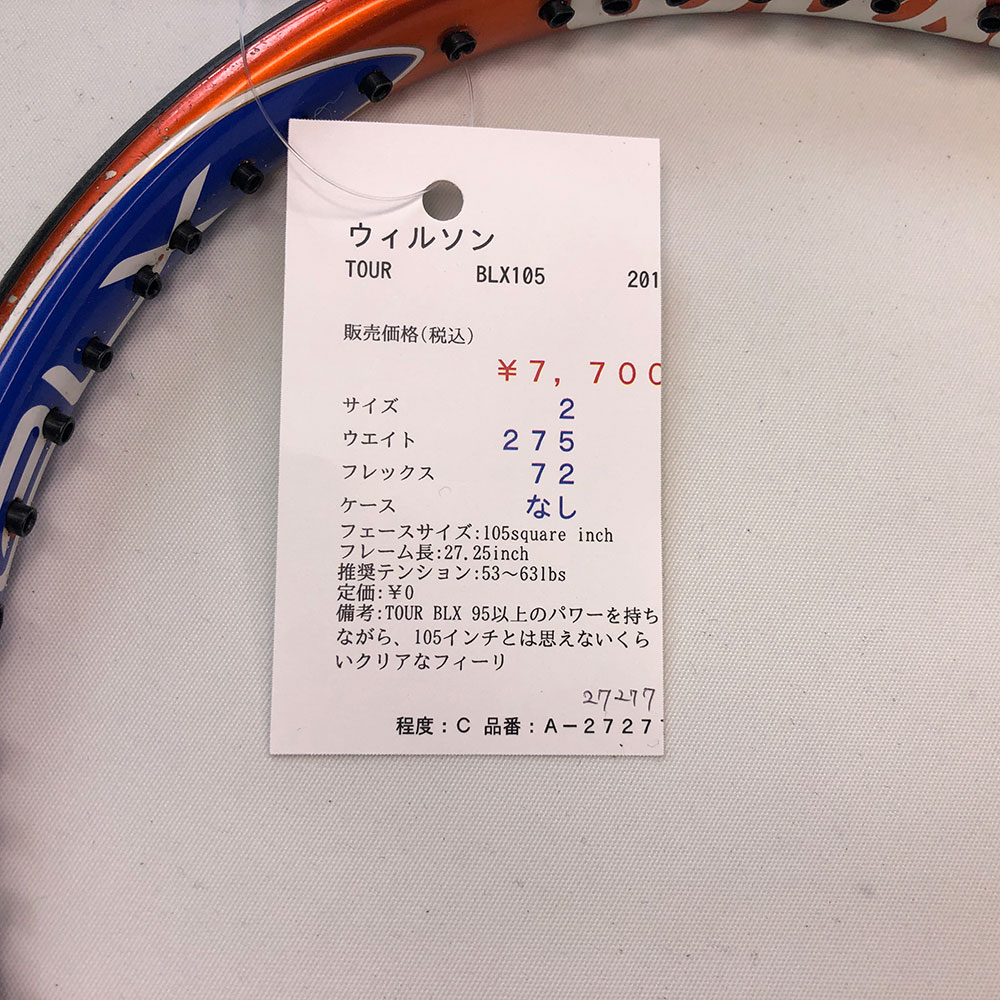 ウィルソン
TOUR BLX105 201
販売価格(税込)
¥7,700
サイズ 2
ウエイト 275
フレックス 72
ケース なし
フェースサイズ:105square inch
フレーム長:27.25inch
推奨テンション:53～63lbs
定価:¥0
備考:TOUR BLX 95以上のパワーを持ち
ながら、105インチとは思えないくら
いクリアなフィーリ
27277
程度：C 品番：A－27277